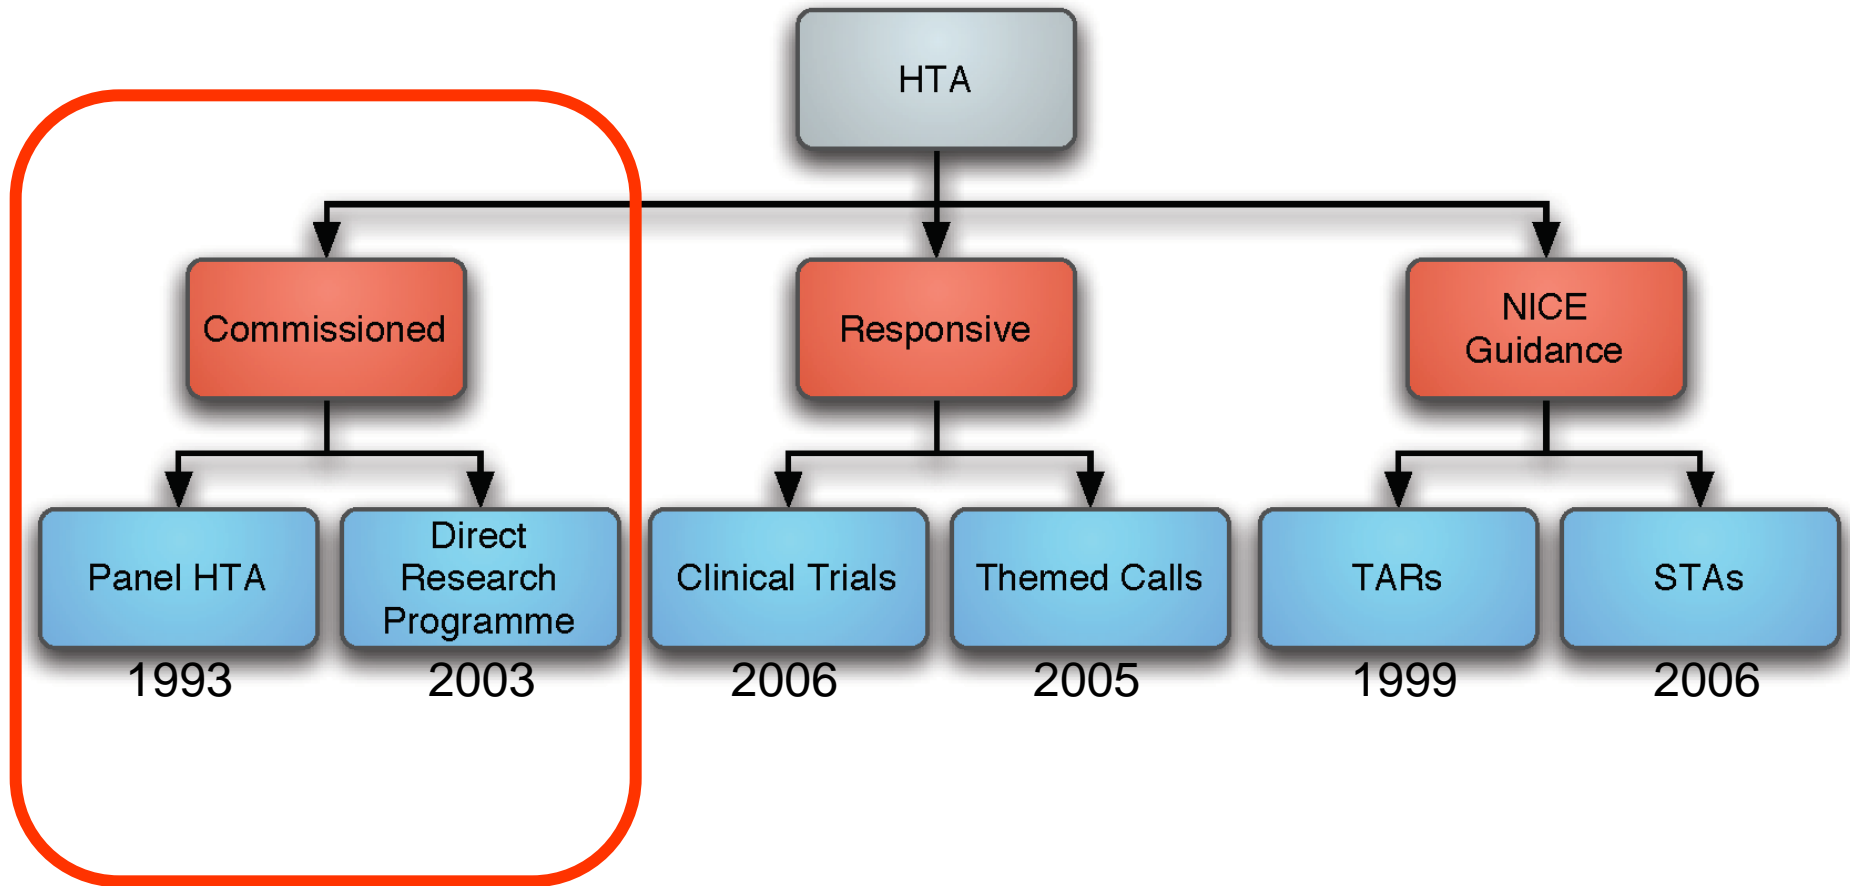 HTA
Commissioned
Responsive
NICE
Guidance
Panel HTA
Direct
Research
Programme
Clinical Trials
Themed Calls
TARs
STAs
1993
2003
2006
2005
1999
2006